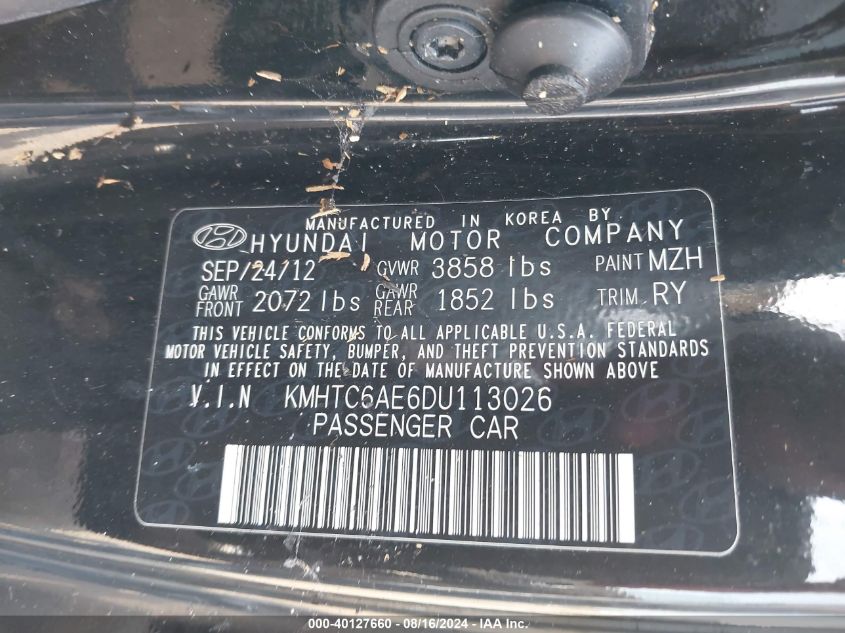 MANUFACTURED IN KOREA BY
HYUNDAI MOTOR COMPANY
SEP/24/12 GVWR 3858 lbs PAINT MZH
GAWR FRONT 2072 lbs GAWR REAR 1852 lbs TRIM RY
THIS VEHICLE CONFORMS TO ALL APPLICABLE U.S.A. FEDERAL
MOTOR VEHICLE SAFETY, BUMPER, AND THEFT PREVENTION STANDARDS
IN EFFECT ON THE DATE OF MANUFACTURE SHOWN ABOVE.
V.I.N KMHTC6AE6DU113026
PASSENGER CAR
000-40127660 - 08/16/2024 - IAA Inc.